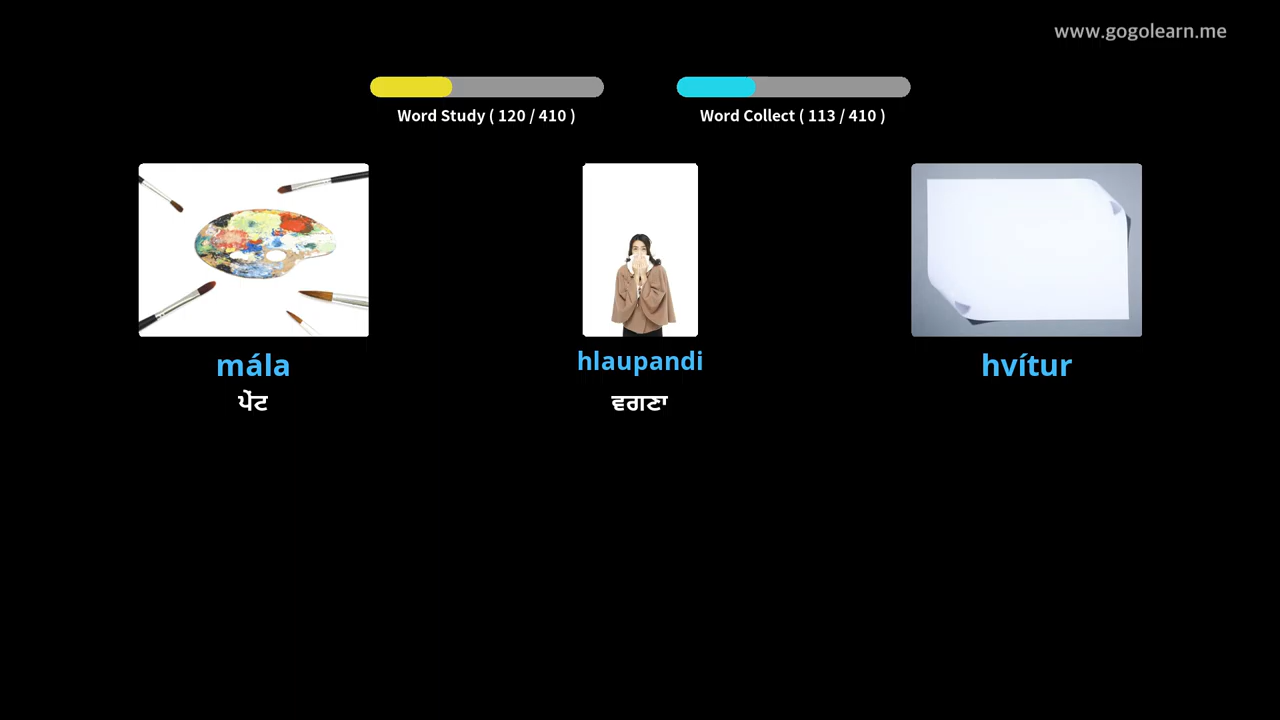 www.gogolearn.me
Word Study ( 120 / 410 )
Word Collect ( 113 / 410 )
mála
hlaupandi
hvítur
ਪੇਂਟ
ਵਗਣਾ